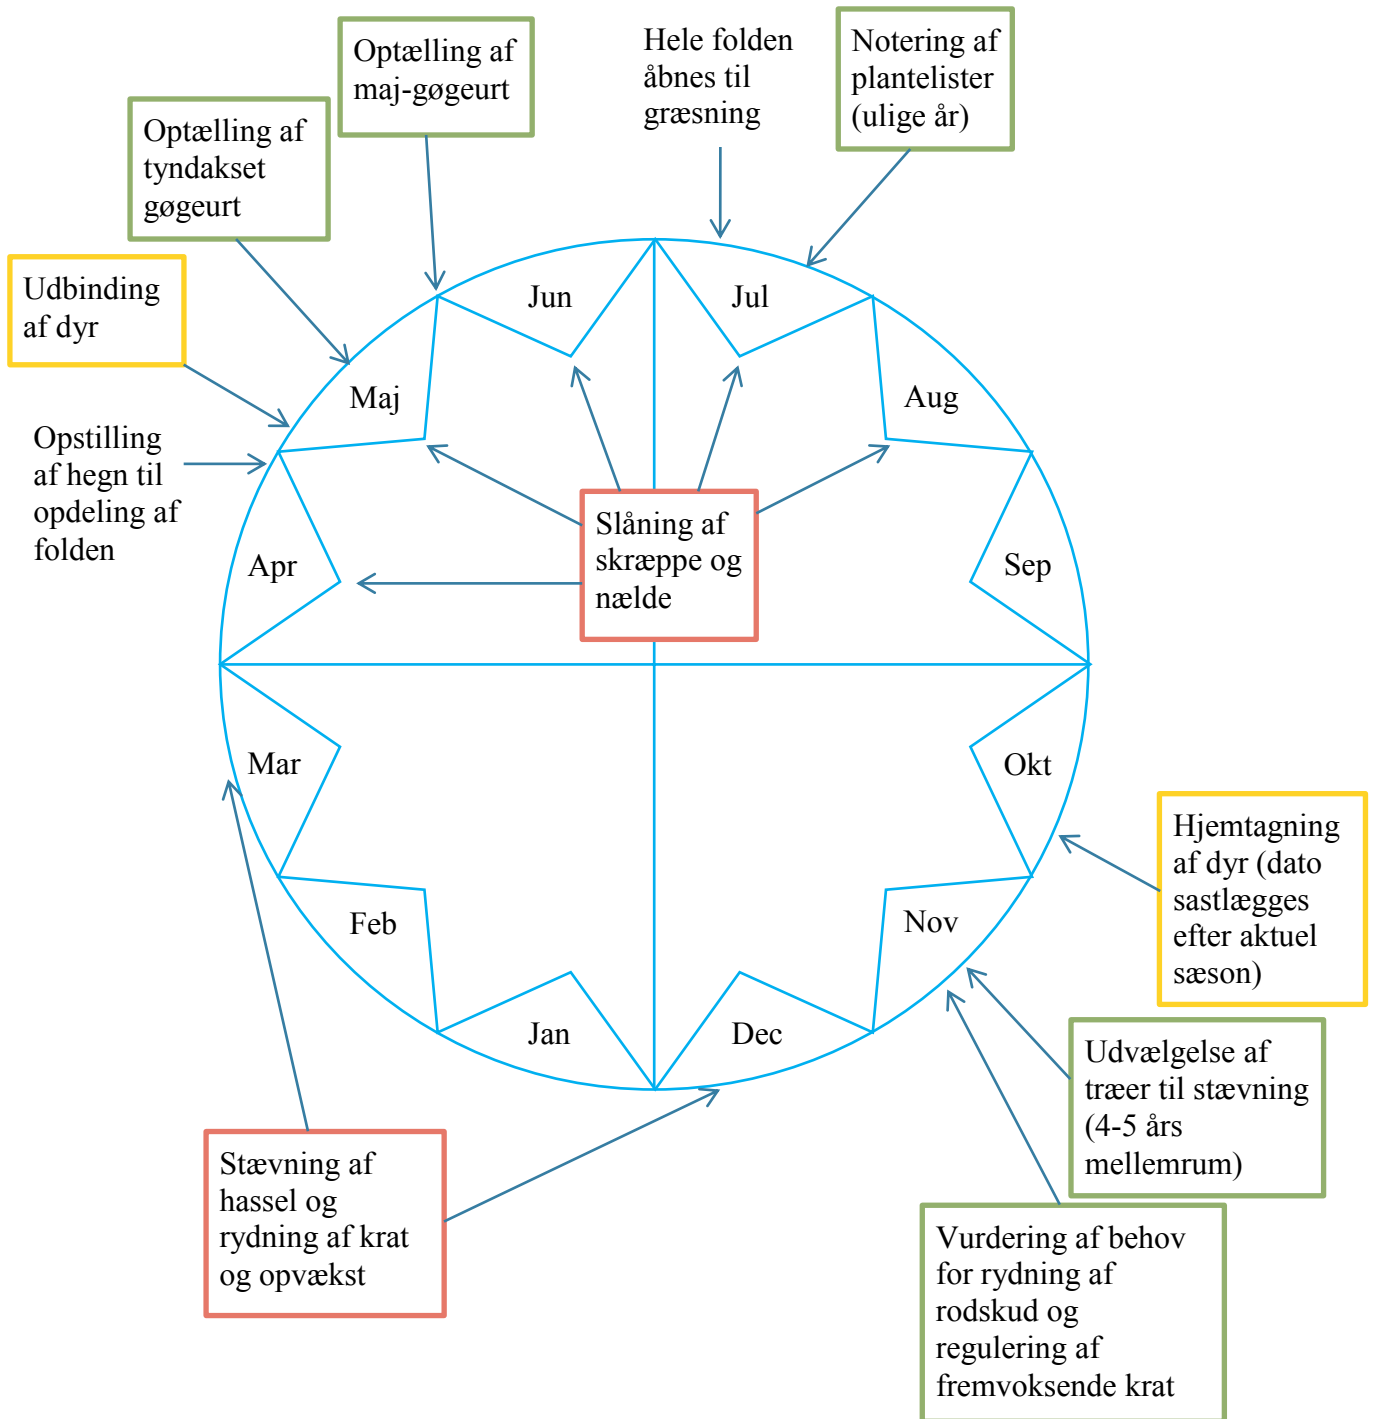 Optælling af
maj-gøgeurt
Hele folden
åbnes til
græsning
Notering af
plantelister
(ulige år)
Optælling af
tyndakset
gøgeurt
Udbinding
af dyr
Opstilling
af hegn til
opdeling af
folden
Jun
Jul
Maj
Aug
Apr
Sep
Slåning af
skræppe og
nælde
Mar
Okt
Feb
Nov
Jan
Dec
Hjemtagning
af dyr (dato
sastlægges
efter aktuel
sæson)
Udvælgelse af
træer til stævning
(4-5 års
mellemrum)
Stævning af
hassel og
rydning af krat
og opvækst
Vurdering af behov
for rydning af
rodskud og
regulering af
fremvoksende krat